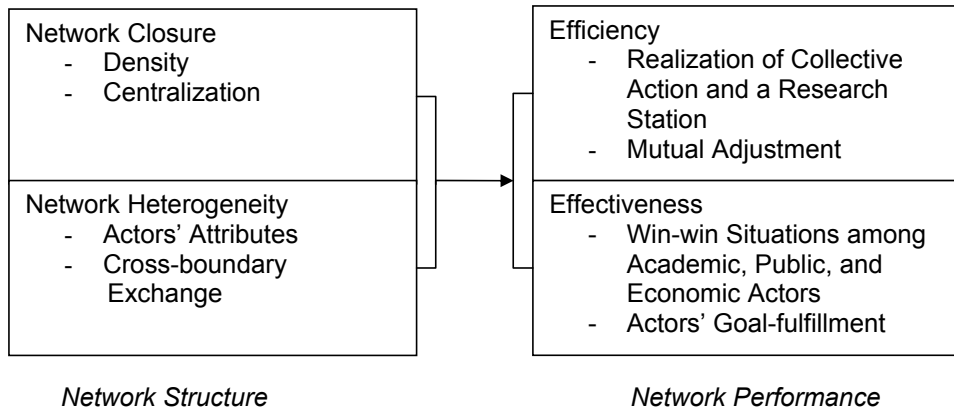 Network Closure
- Density
- Centralization
Network Heterogeneity
- Actors' Attributes
- Cross-boundary
Exchange
Network Structure
Efficiency
- Realization of Collective
Action and a Research
Station
- Mutual Adjustment
Effectiveness
- Win-win Situations among
Academic, Public, and
Economic Actors
- Actors' Goal-fulfillment
Network Performance